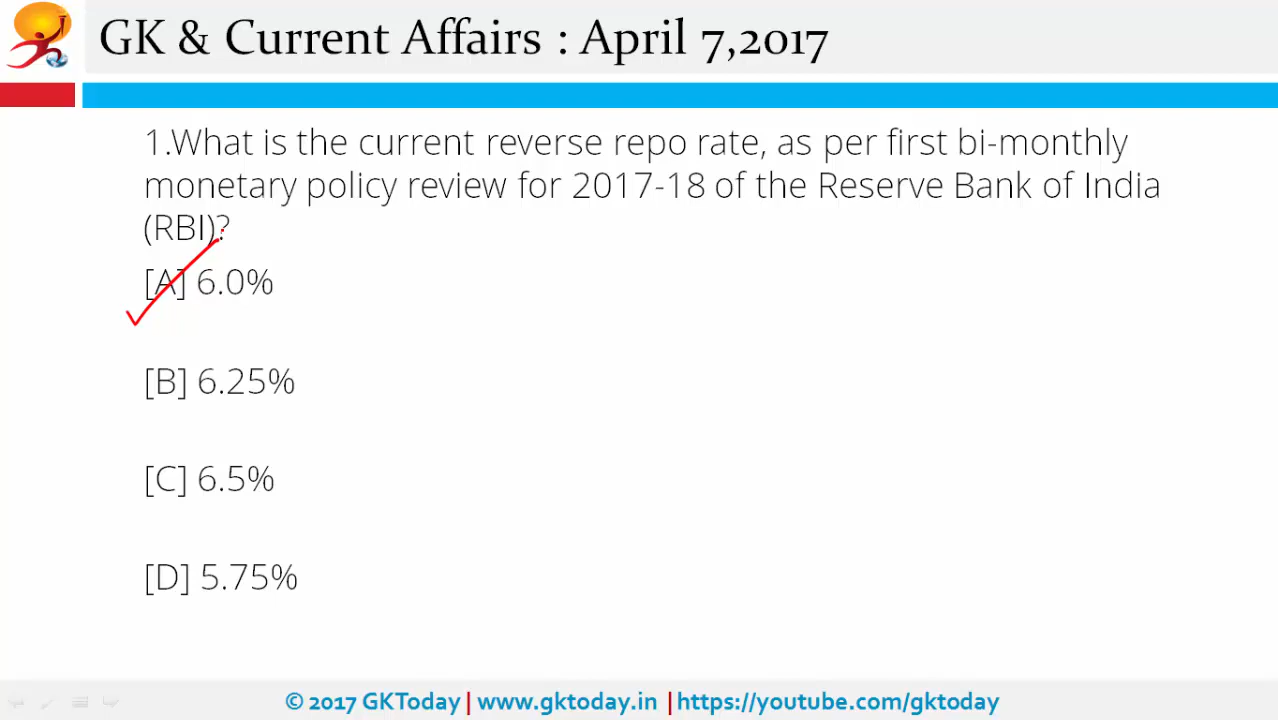 GK & Current Affairs : April 7,2017
1.What is the current reverse repo rate, as per first bi-monthly
monetary policy review for 2017-18 of the Reserve Bank of India
(RBI)?
[A] 6.0%
[B] 6.25%
[C] 6.5%
[D] 5.75%
© 2017 GKToday | www.gktoday.in | https://youtube.com/gktoday